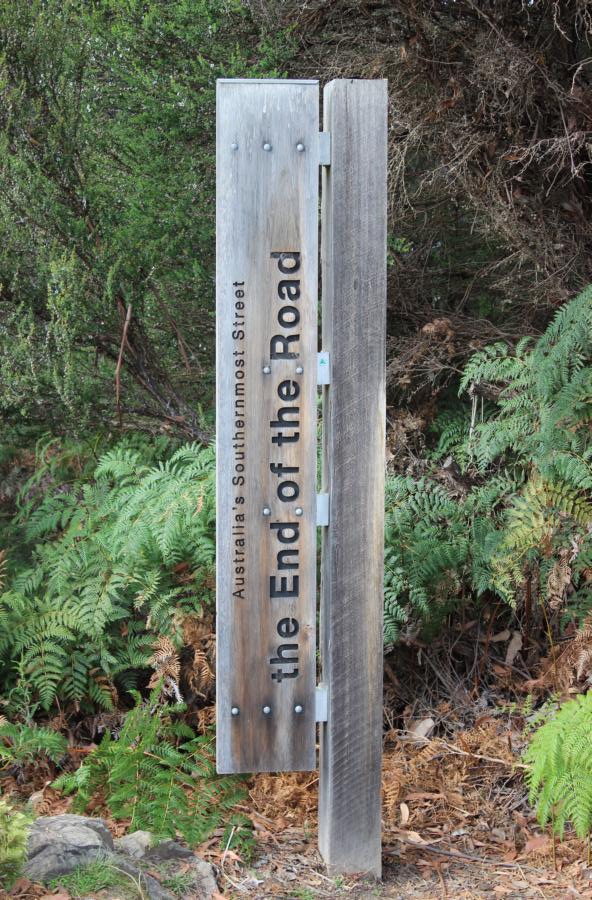 Australia's Southernmost Street
the End of the Road